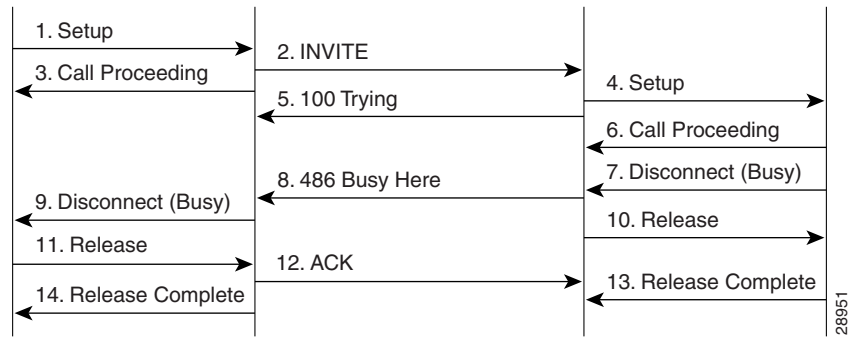 1. Setup
2. INVITE
3. Call Proceeding
4. Setup
5. 100 Trying
6. Call Proceeding
7. Disconnect (Busy)
8. 486 Busy Here
9. Disconnect (Busy)
10. Release
11. Release
12. ACK
13. Release Complete
14. Release Complete
28951